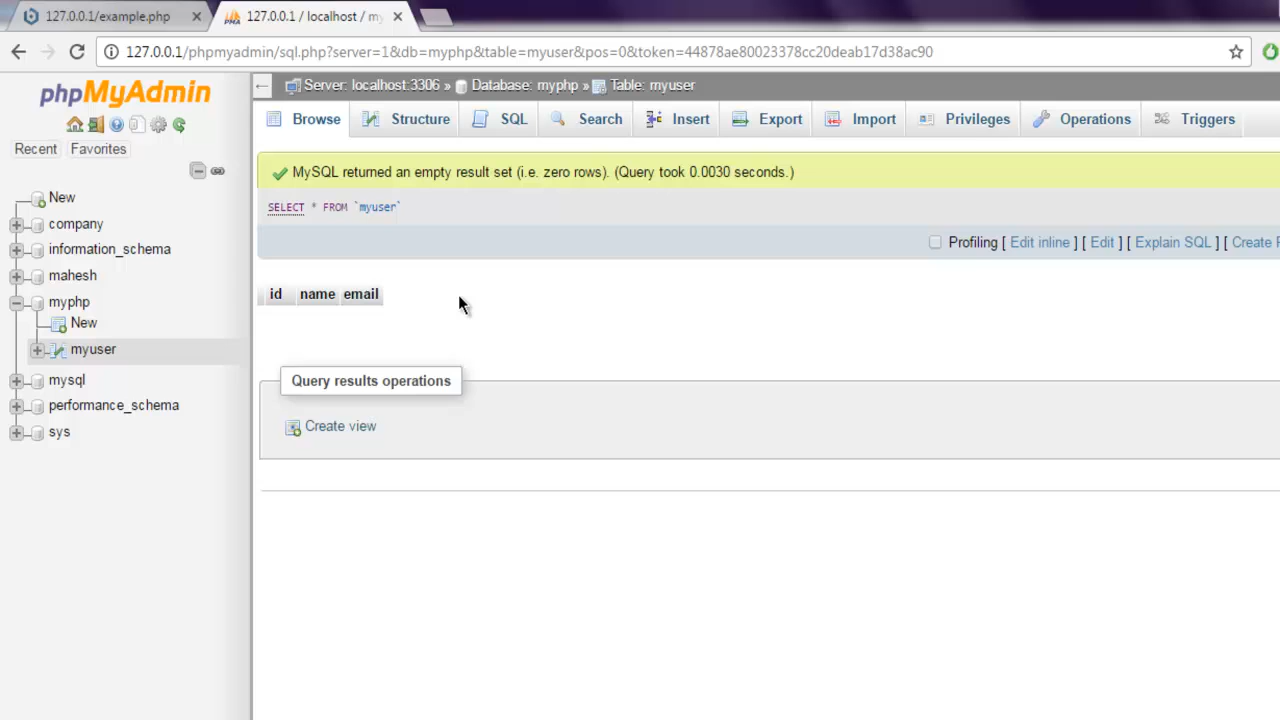 127.0.0.1/example.php
127.0.0.1 / localhost / my
127.0.0.1/phpmyadmin/sql.php?server=1&db=myphp&table=myuser&pos=0&token=44878ae80023378cc20deab17d38ac90
phpMyAdmin
Server: localhost:3306 » Database: myphp » Table: myuser
Browse Structure SQL Search Insert Export Import Privileges Operations Triggers
Recent Favorites
MySQL returned an empty result set (i.e. zero rows). (Query took 0.0030 seconds.)
SELECT * FROM `myuser`
Profiling [ Edit inline ] [ Edit ] [ Explain SQL ] [ Create
id name email
Query results operations
Create view
New
company
information_schema
mahesh
myphp
New
myuser
mysql
performance_schema
sys